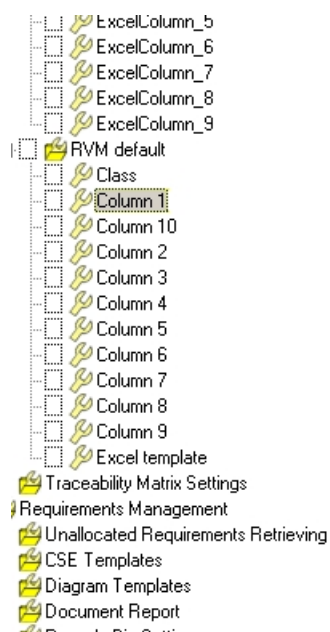 ExcelColumn_5
ExcelColumn_6
ExcelColumn_7
ExcelColumn_8
ExcelColumn_9
RVM default
Class
Column 1
Column 10
Column 2
Column 3
Column 4
Column 5
Column 6
Column 7
Column 8
Column 9
Excel template
Traceability Matrix Settings
Requirements Management
Unallocated Requirements Retrieving
CSE Templates
Diagram Templates
Document Report